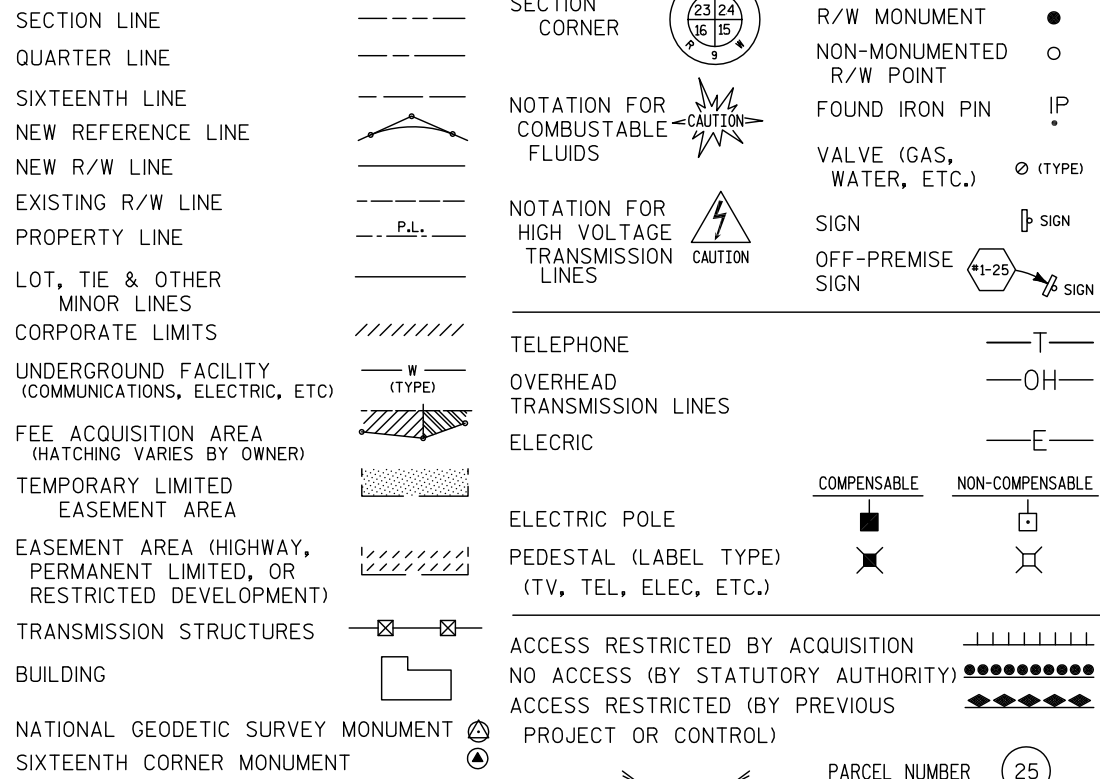 SECTION LINE
QUARTER LINE
SIXTEENTH LINE
NEW REFERENCE LINE
NEW R/W LINE
EXISTING R/W LINE
PROPERTY LINE
P.L.
LOT, TIE & OTHER
MINOR LINES
CORPORATE LIMITS
UNDERGROUND FACILITY
(COMMUNICATIONS, ELECTRIC, ETC)
W
(TYPE)
FEE ACQUISITION AREA
(HATCHING VARIES BY OWNER)
TEMPORARY LIMITED
EASEMENT AREA
EASEMENT AREA (HIGHWAY,
PERMANENT LIMITED, OR
RESTRICTED DEVELOPMENT)
TRANSMISSION STRUCTURES
BUILDING
NATIONAL GEODETIC SURVEY MONUMENT
SIXTEENTH CORNER MONUMENT
SECTION
CORNER
23 24
16 15
R 9 W
NOTATION FOR
COMBUSTABLE
FLUIDS
CAUTION
NOTATION FOR
HIGH VOLTAGE
TRANSMISSION
LINES
CAUTION
R/W MONUMENT
NON-MONUMENTED
R/W POINT
FOUND IRON PIN
IP
VALVE (GAS,
WATER, ETC.)
(TYPE)
SIGN
SIGN
OFF-PREMISE
SIGN
#1-25
SIGN
TELEPHONE
T
OVERHEAD
TRANSMISSION LINES
OH
ELECRIC
E
COMPENSABLE
NON-COMPENSABLE
ELECTRIC POLE
PEDESTAL (LABEL TYPE)
(TV, TEL, ELEC, ETC.)
ACCESS RESTRICTED BY ACQUISITION
NO ACCESS (BY STATUTORY AUTHORITY)
ACCESS RESTRICTED (BY PREVIOUS
PROJECT OR CONTROL)
PARCEL NUMBER
25